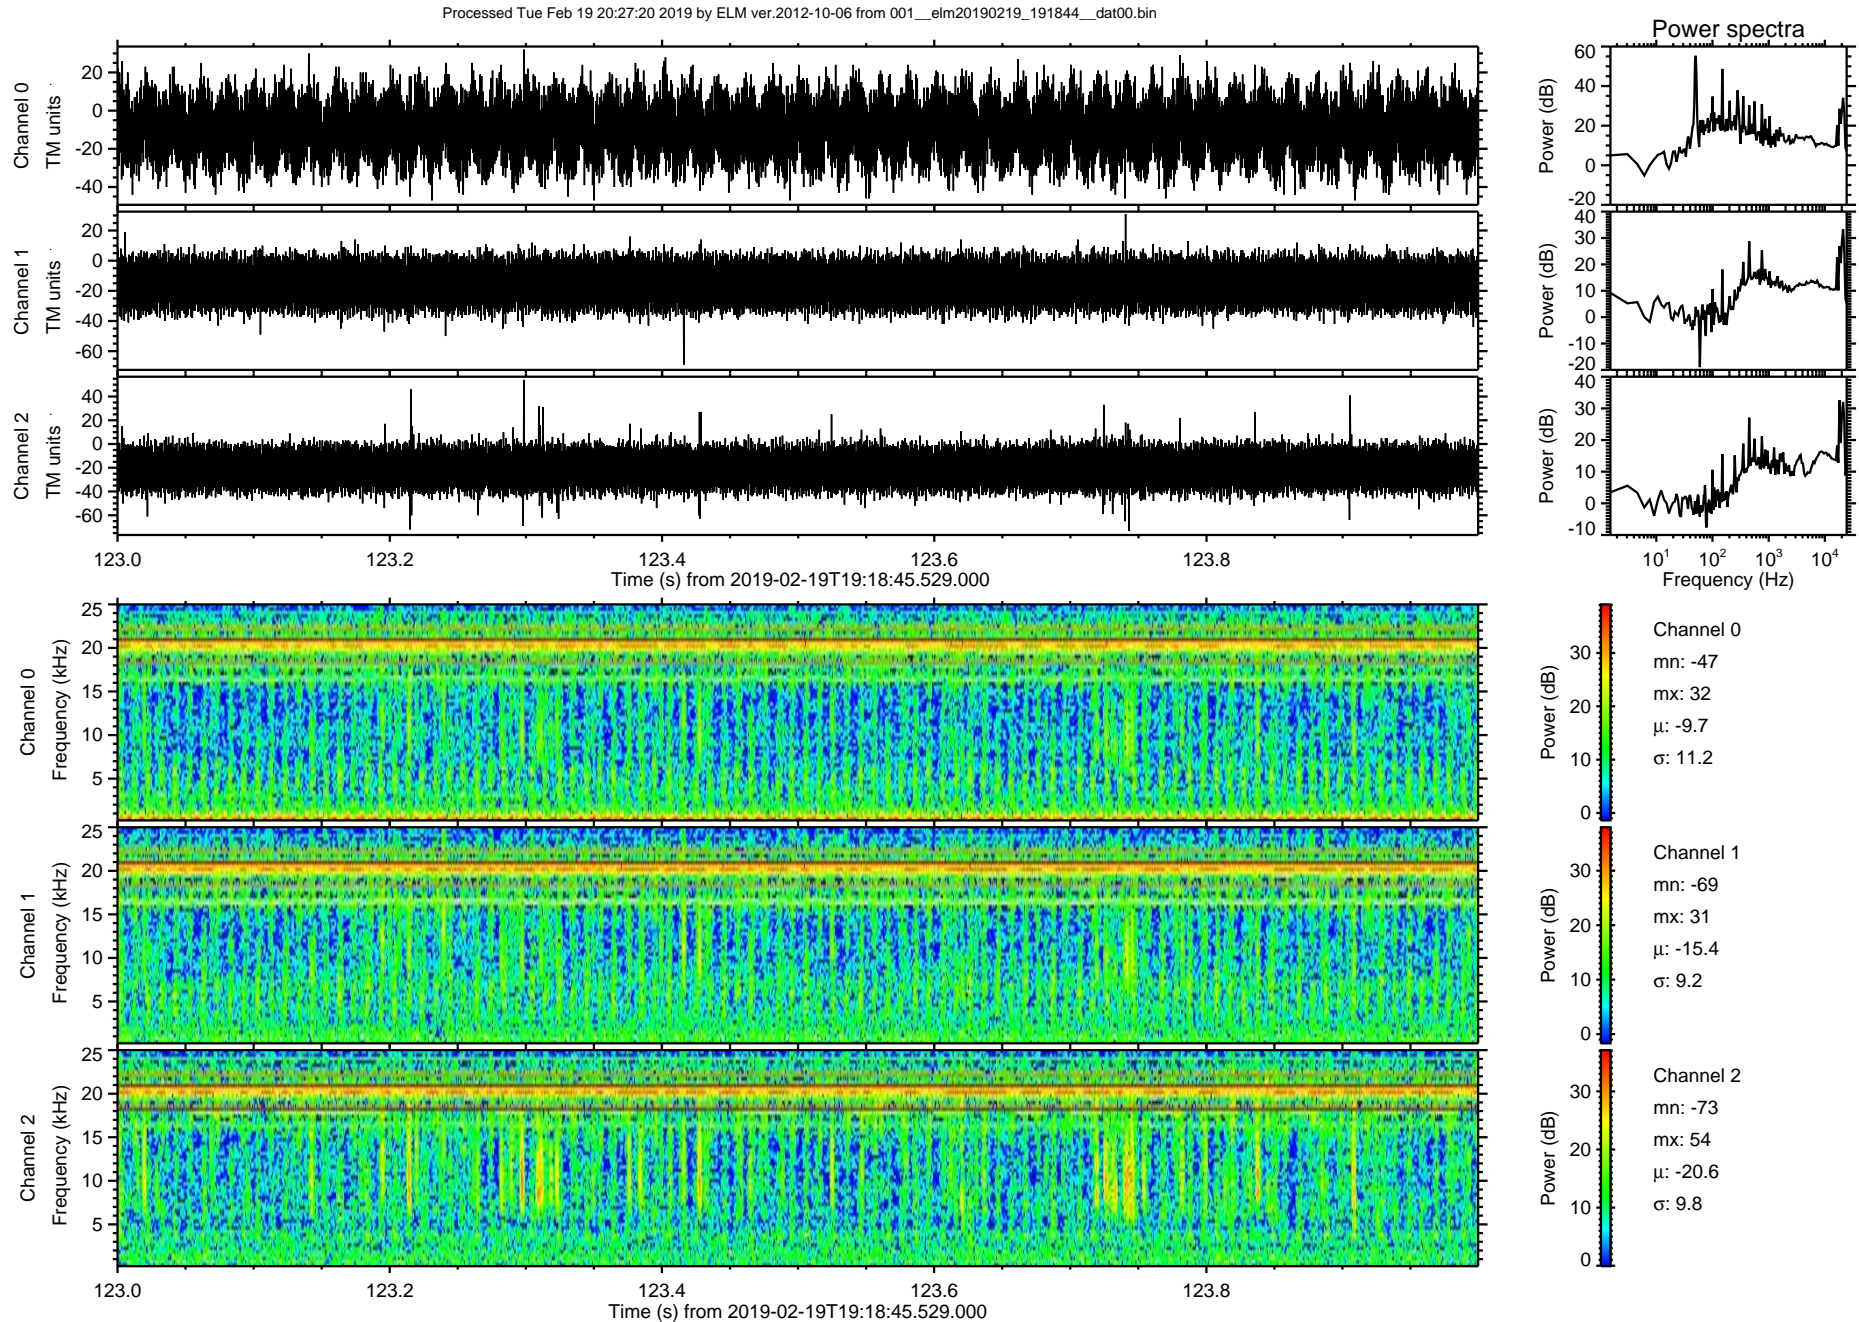 Processed Tue Feb 19 20:27:20 2019 by ELM ver.2012-10-06 from 001__elm20190219_191844__dat00.bin
Power spectra
Channel 0
TM units
20
0
-20
-40
Power (dB)
60
40
20
0
-20
Channel 1
TM units
20
0
-20
-40
-60
Power (dB)
40
30
20
10
0
-10
-20
Channel 2
TM units
40
20
0
-20
-40
-60
Power (dB)
40
30
20
10
0
-10
123.0 123.2 123.4 123.6 123.8
Time (s) from 2019-02-19T19:18:45.529.000
10^1 10^2 10^3 10^4
Frequency (Hz)
Channel 0
Frequency (kHz)
25
20
15
10
5
Power (dB)
30
20
10
0
Channel 0
mn: -47
mx: 32
μ: -9.7
σ: 11.2
Channel 1
Frequency (kHz)
25
20
15
10
5
Power (dB)
30
20
10
0
Channel 1
mn: -69
mx: 31
μ: -15.4
σ: 9.2
Channel 2
Frequency (kHz)
25
20
15
10
5
Power (dB)
30
20
10
0
Channel 2
mn: -73
mx: 54
μ: -20.6
σ: 9.8
123.0 123.2 123.4 123.6 123.8
Time (s) from 2019-02-19T19:18:45.529.000